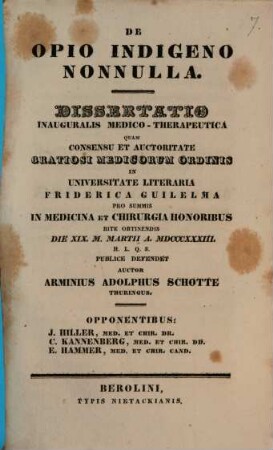 7.
DE
OPIO INDIGENO
NONNULLA.
DISSERTATIO
INAUGURALIS MEDICO-THERAPEUTICA
QUAM
CONSENSU ET AUCTORITATE
GRATIOSI MEDICORUM ORDINIS
IN
UNIVERSITATE LITERARIA
FRIDERICA GUILELMA
PRO SUMMIS
IN MEDICINA ET CHIRURGIA HONORIBUS
RITE OBTINENDIS
DIE XIX. M. MARTII A. MDCCCXXXIII.
H. L. Q. S.
PUBLICE DEFENDET
AUCTOR
ARMINIUS ADOLPHUS SCHOTTE
THURINGUS.
OPPONENTIBUS:
J. HILLER, MED. ET CHIR. DR.
C. KANNENBERG, MED. ET CHIR. DD.
E. HAMMER, MED. ET CHIR. CAND.
BEROLINI,
TYPIS NIETACKIANIS.